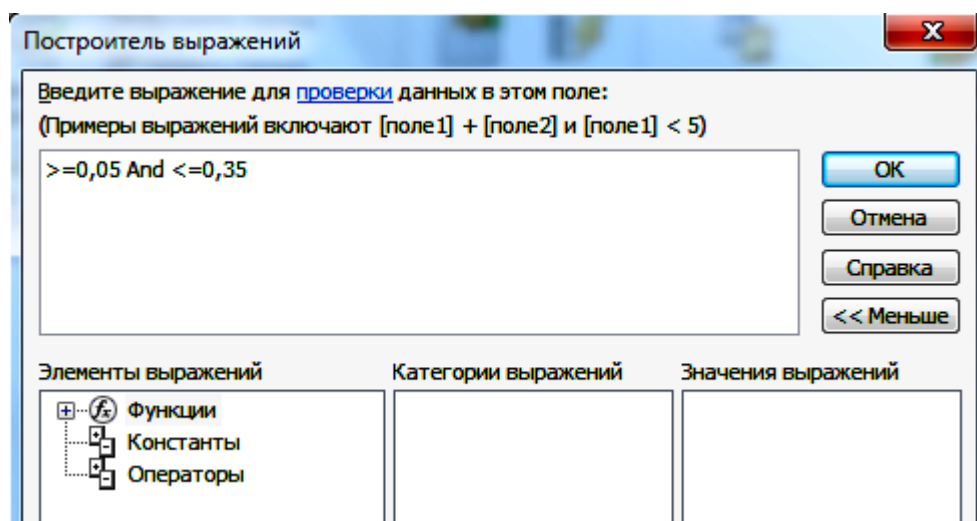 Построитель выражений
Введите выражение для проверки данных в этом поле:
(Примеры выражений включают [поле1] + [поле2] и [поле1] < 5)
>=0,05 And <=0,35
ОК
Отмена
Справка
<< Меньше
Элементы выражений
Категории выражений
Значения выражений
Функции
Константы
Операторы